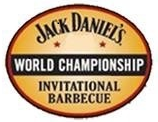 JACK DANIEL'S
WORLD CHAMPIONSHIP
INVITATIONAL
BARBECUE